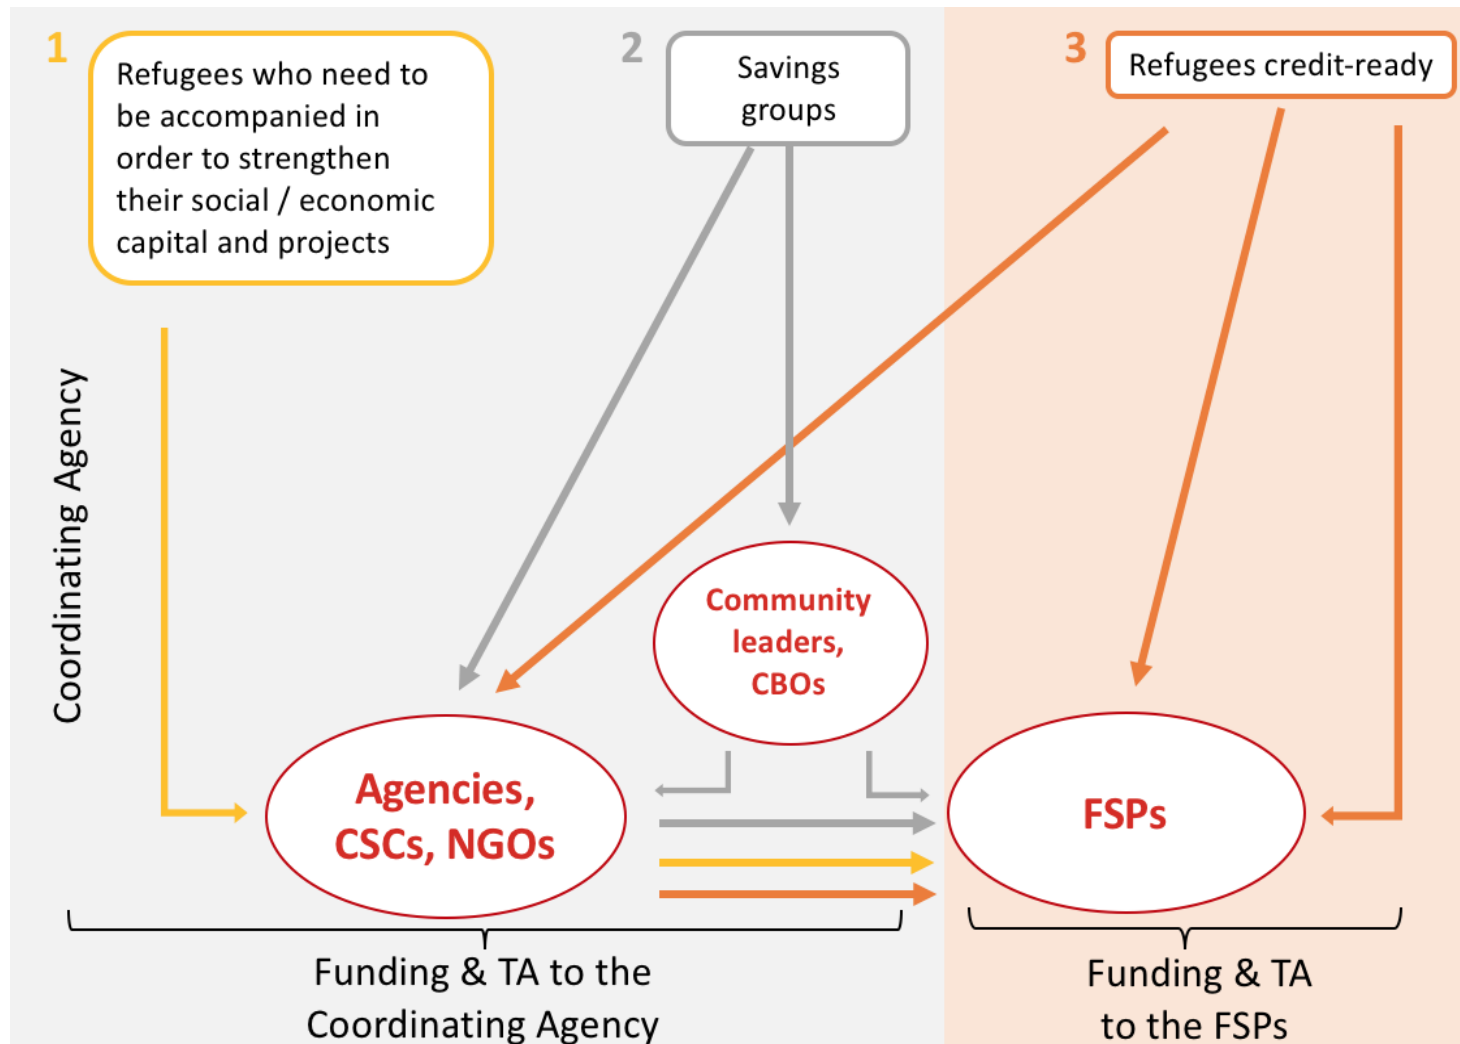 1
Refugees who need to
be accompanied in
order to strengthen
their social / economic
capital and projects
2
Savings
groups
3
Refugees credit-ready
Coordinating Agency
Community
leaders,
CBOs
Agencies,
CSCs, NGOs
FSPs
Funding & TA to the
Coordinating Agency
Funding & TA
to the FSPs